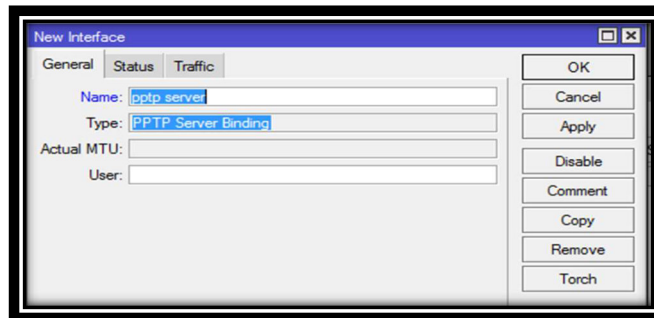 New Interface
General Status Traffic
Name: pptp server
Type: PPTP Server Binding
Actual MTU:
User:
OK
Cancel
Apply
Disable
Comment
Copy
Remove
Torch